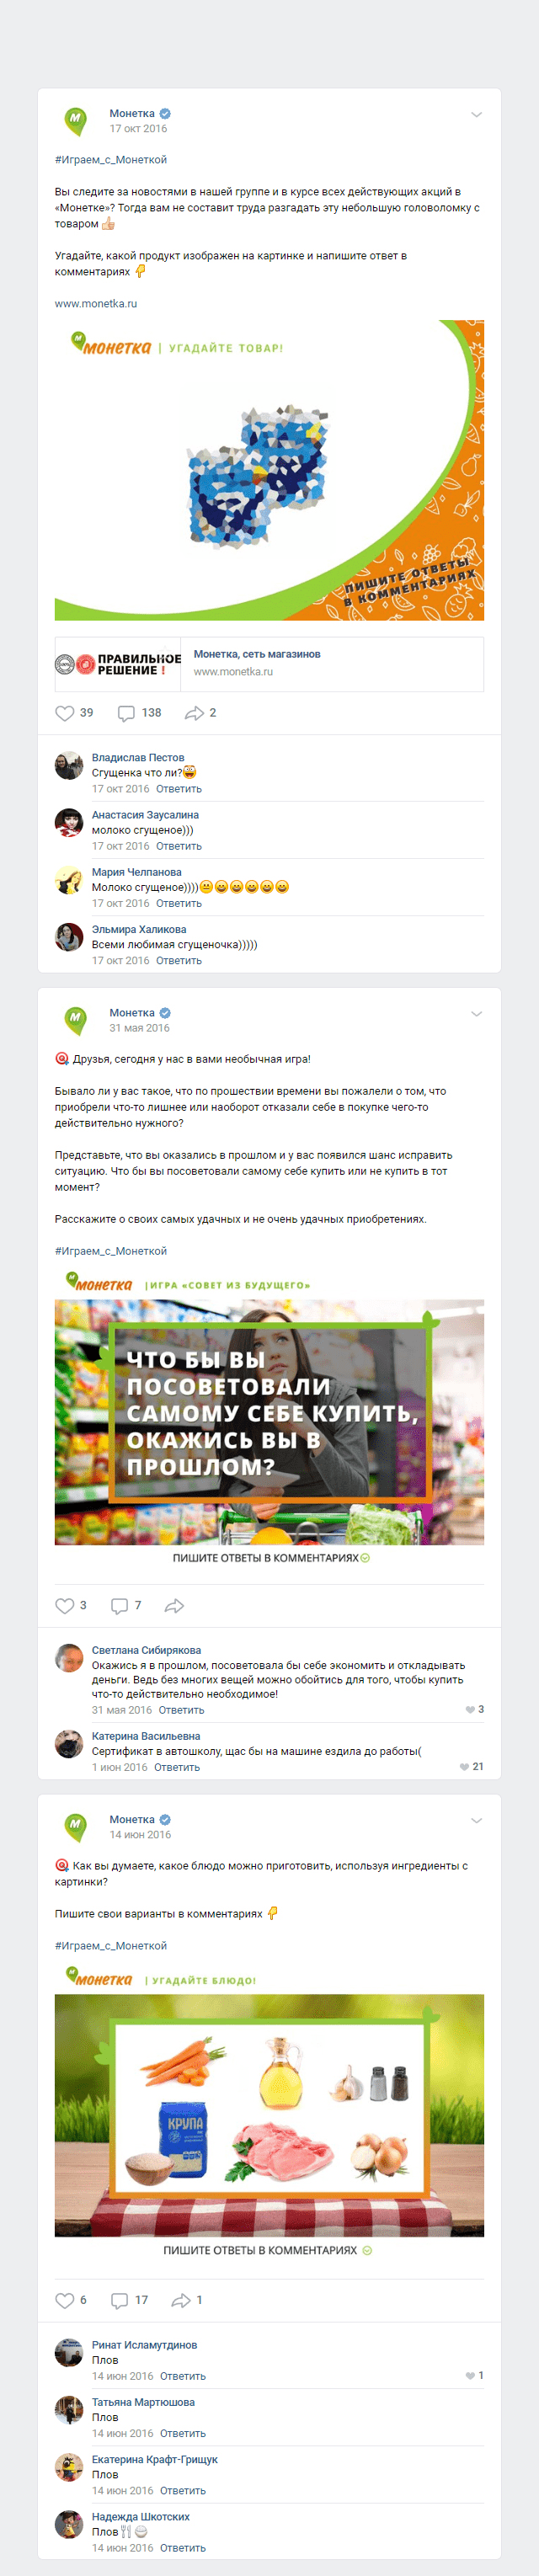 Монетка
17 окт 2016
#Играем_с_Монеткой
Вы следите за новостями в нашей группе и в курсе всех действующих акций в
«Монетке»? Тогда вам не составит труда разгадать эту небольшую головоломку с
товаром 👍
Угадайте, какой продукт изображен на картинке и напишите ответ в
комментариях 👇
www.monetka.ru
М
МОНЕТКА | УГАДАЙТЕ ТОВАР!
ПИШИТЕ ОТВЕТЫ
В КОММЕНТАРИЯХ
ПРАВИЛЬНОЕ
РЕШЕНИЕ !
Монетка, сеть магазинов
www.monetka.ru
39 138 2
Владислав Пестов
Сгущенка что ли?
17 окт 2016 Ответить
Анастасия Заусалина
молоко сгущеное)))
17 окт 2016 Ответить
Мария Челпанова
Молоко сгущеное))))
17 окт 2016 Ответить
Эльмира Халикова
Всеми любимая сгущеночка)))))
17 окт 2016 Ответить
Монетка
31 мая 2016
🎯 Друзья, сегодня у нас в вами необычная игра!
Бывало ли у вас такое, что по прошествии времени вы пожалели о том, что
приобрели что-то лишнее или наоборот отказали себе в покупке чего-то
действительно нужного?
Представьте, что вы оказались в прошлом и у вас появился шанс исправить
ситуацию. Что бы вы посоветовали самому себе купить или не купить в тот
момент?
Расскажите о своих самых удачных и не очень удачных приобретениях.
#Играем_с_Монеткой
МОНЕТКА | ИГРА «СОВЕТ ИЗ БУДУЩЕГО»
ЧТО БЫ ВЫ
ПОСОВЕТОВАЛИ
САМОМУ СЕБЕ КУПИТЬ,
ОКАЖИСЬ ВЫ В
ПРОШЛОМ?
ПИШИТЕ ОТВЕТЫ В КОММЕНТАРИЯХ
3 7
Светлана Сибирякова
Окажись я в прошлом, посоветовала бы себе экономить и откладывать
деньги. Ведь без многих вещей можно обойтись для того, чтобы купить
что-то действительно необходимое!
31 мая 2016 Ответить 3
Катерина Васильевна
Сертификат в автошколу, щас бы на машине ездила до работы(
1 июн 2016 Ответить 21
Монетка
14 июн 2016
🎯 Как вы думаете, какое блюдо можно приготовить, используя ингредиенты с
картинки?
Пишите свои варианты в комментариях 👇
#Играем_с_Монеткой
МОНЕТКА | УГАДАЙТЕ БЛЮДО!
КРУПА
ПИШИТЕ ОТВЕТЫ В КОММЕНТАРИЯХ
6 17 1
Ринат Исламутдинов
Плов
14 июн 2016 Ответить 1
Татьяна Мартюшова
Плов
14 июн 2016 Ответить
Екатерина Крафт-Грищук
Плов
14 июн 2016 Ответить
Надежда Шкотских
Плов🍴🍚
14 июн 2016 Ответить